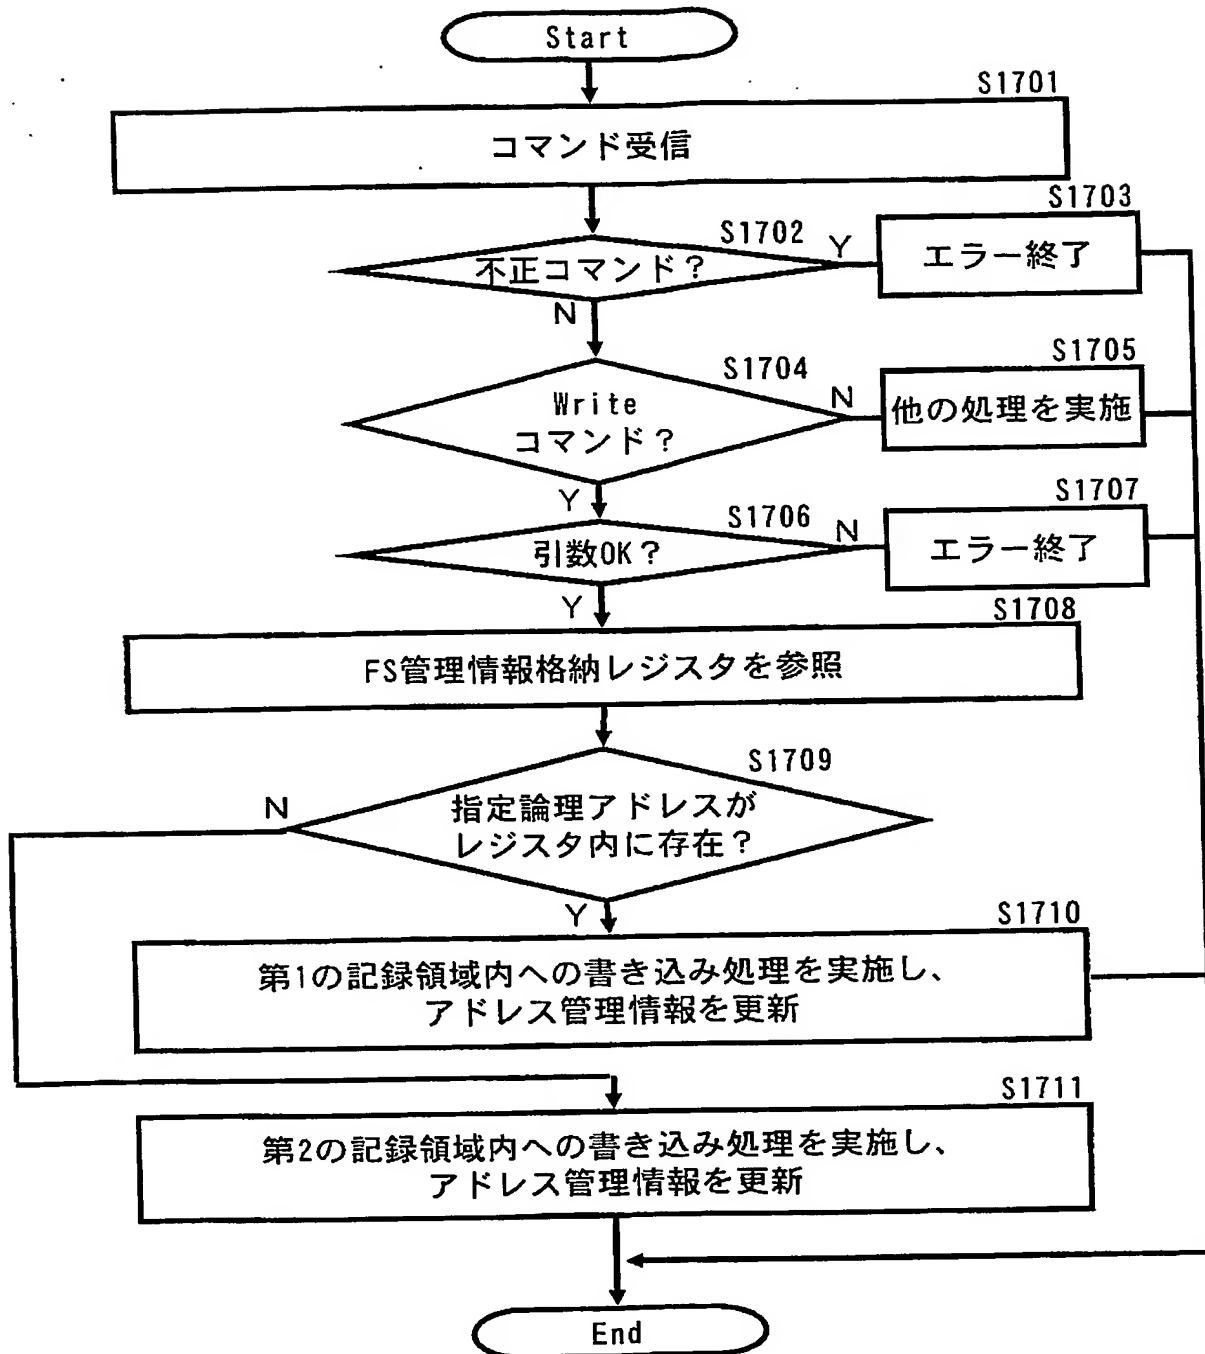 Start
S1701
コマンド受信
S1702
不正コマンド?
Y
S1703
エラー終了
N
S1704
Write
コマンド?
N
S1705
他の処理を実施
Y
S1706
引数OK?
N
S1707
エラー終了
Y
S1708
FS管理情報格納レジスタを参照
S1709
指定論理アドレスが
レジスタ内に存在?
N
Y
S1710
第1の記録領域内への書き込み処理を実施し、
アドレス管理情報を更新
S1711
第2の記録領域内への書き込み処理を実施し、
アドレス管理情報を更新
End